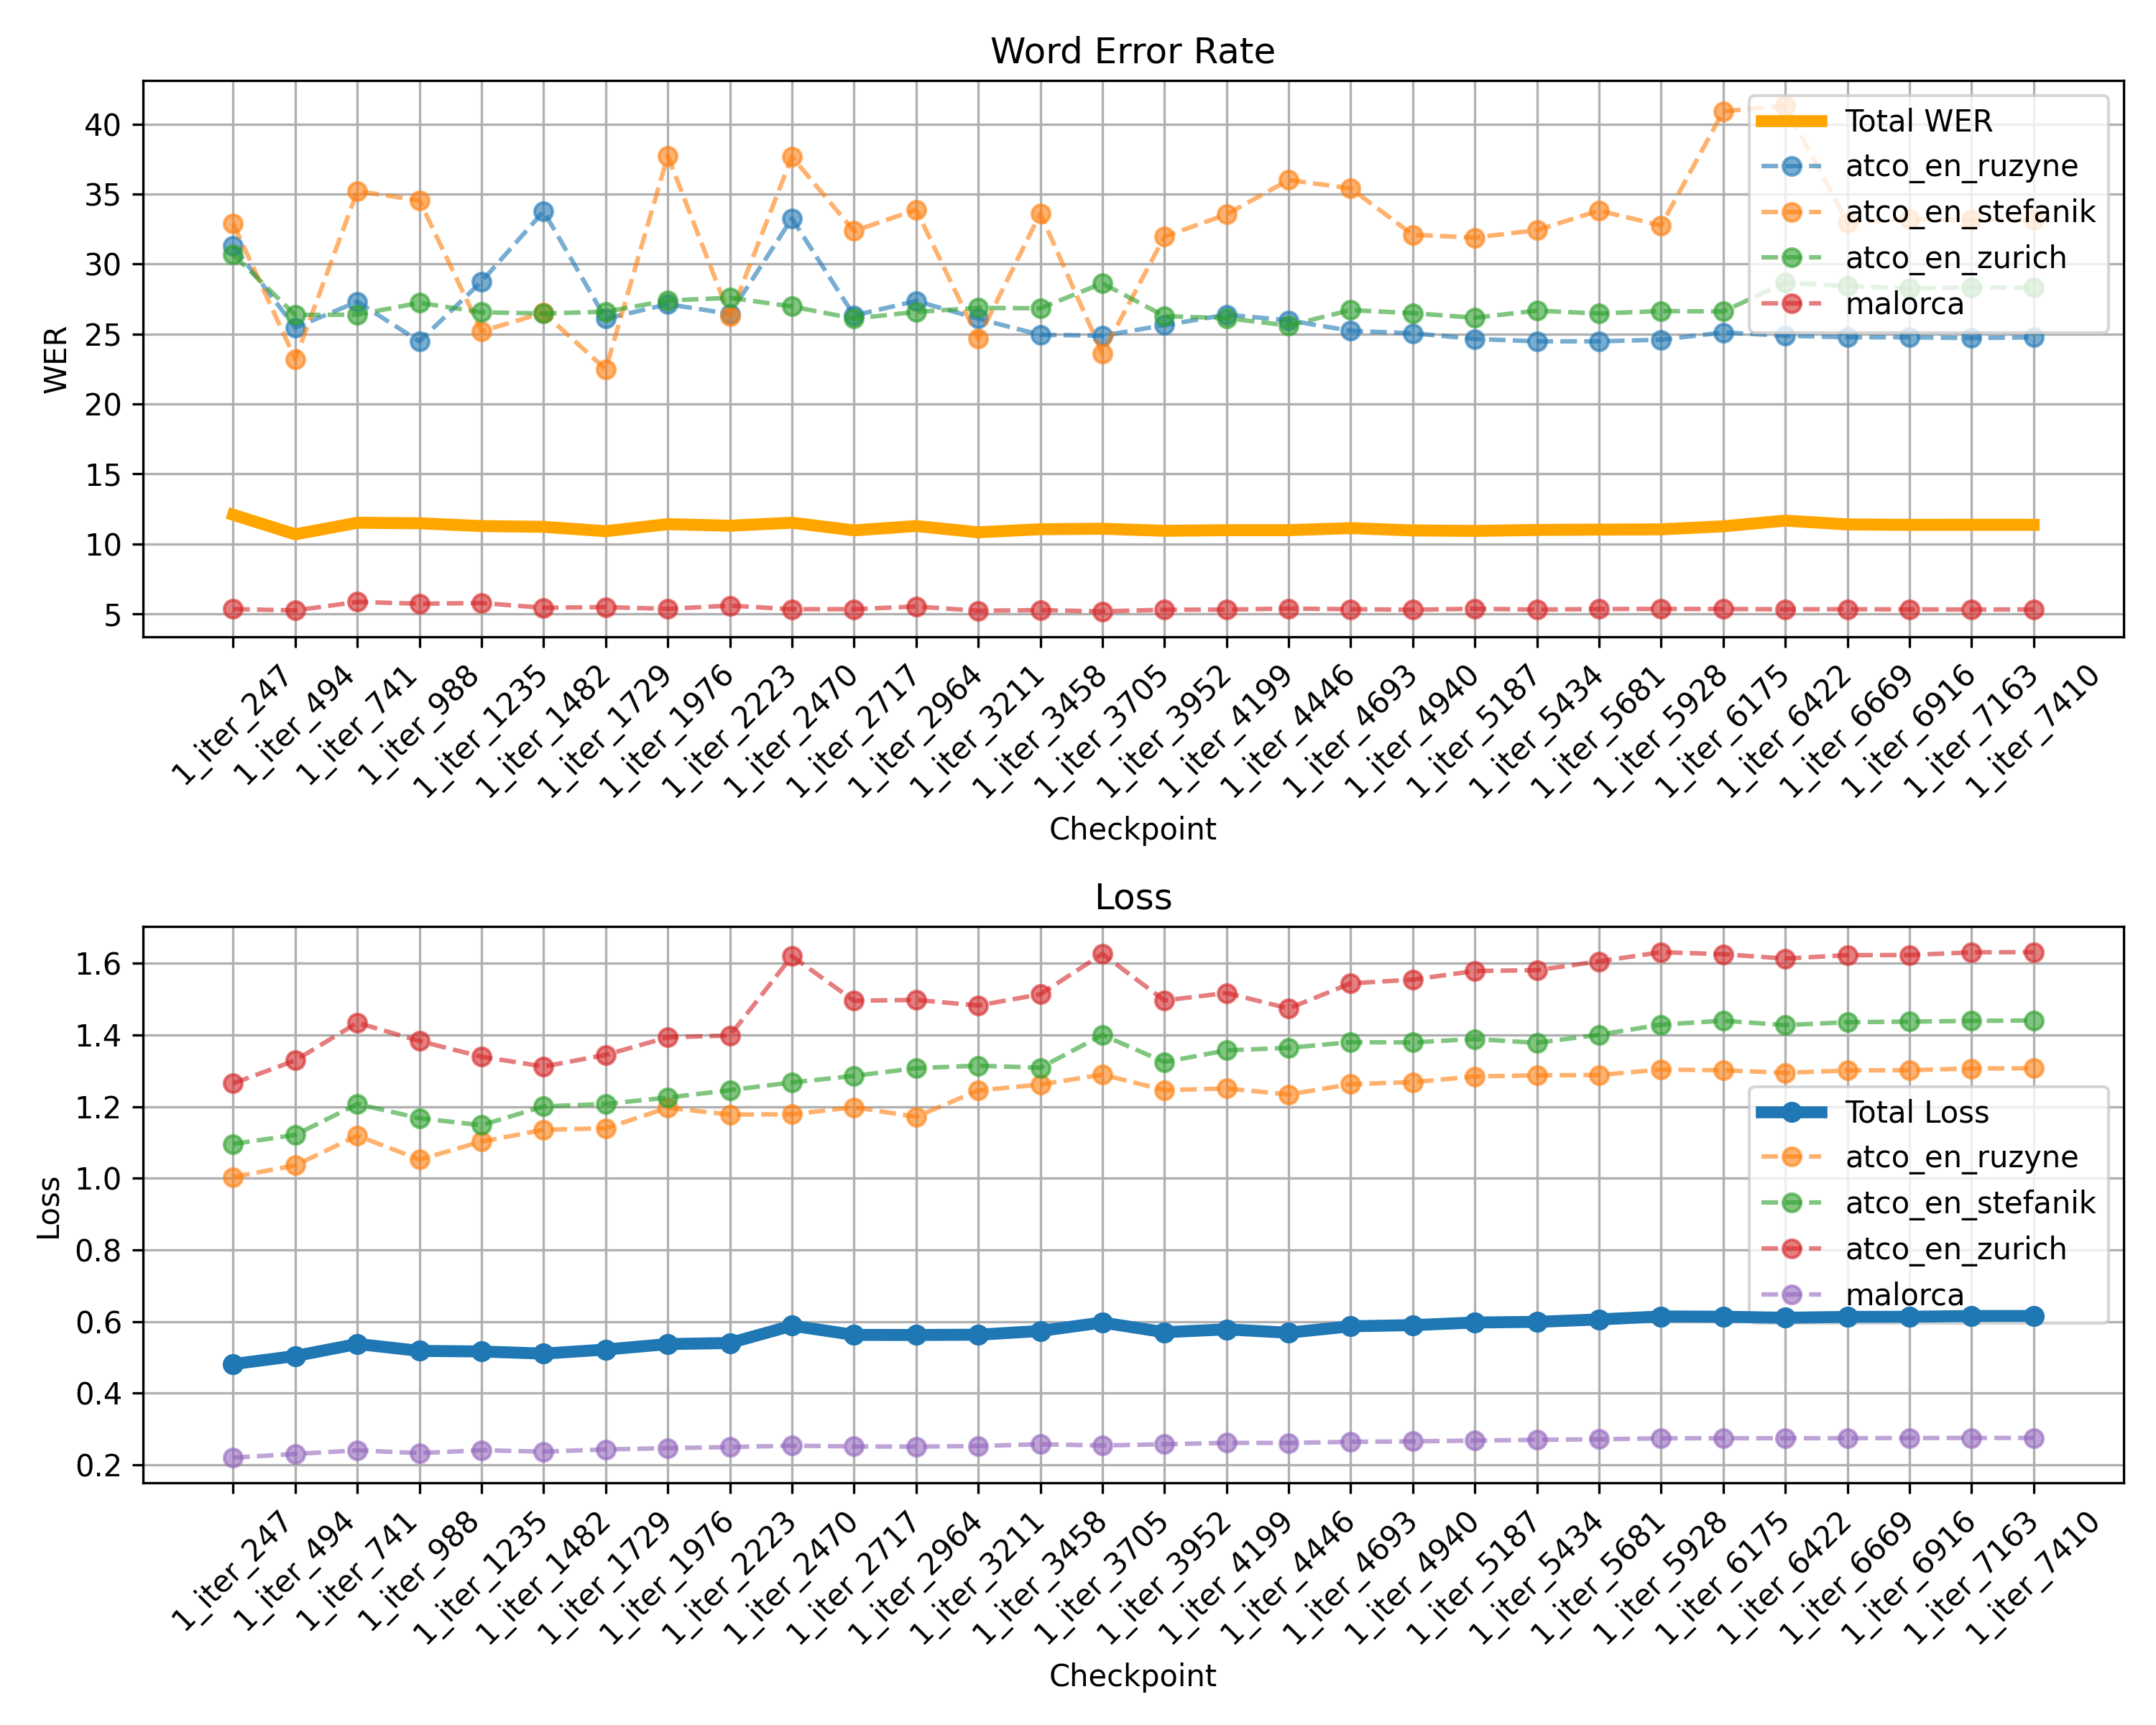 Word Error Rate
40
35
30
25
20
15
10
5
WER
Total WER
atco_en_ruzyne
atco_en_stefanik
atco_en_zurich
malorca
1_iter_247
1_iter_494
1_iter_741
1_iter_988
1_iter_1235
1_iter_1482
1_iter_1729
1_iter_1976
1_iter_2223
1_iter_2470
1_iter_2717
1_iter_2964
1_iter_3211
1_iter_3458
1_iter_3705
1_iter_3952
1_iter_4199
1_iter_4446
1_iter_4693
1_iter_4940
1_iter_5187
1_iter_5434
1_iter_5681
1_iter_5928
1_iter_6175
1_iter_6422
1_iter_6669
1_iter_6916
1_iter_7163
1_iter_7410
Checkpoint
Loss
1.6
1.4
1.2
1.0
0.8
0.6
0.4
0.2
Loss
Total Loss
atco_en_ruzyne
atco_en_stefanik
atco_en_zurich
malorca
1_iter_247
1_iter_494
1_iter_741
1_iter_988
1_iter_1235
1_iter_1482
1_iter_1729
1_iter_1976
1_iter_2223
1_iter_2470
1_iter_2717
1_iter_2964
1_iter_3211
1_iter_3458
1_iter_3705
1_iter_3952
1_iter_4199
1_iter_4446
1_iter_4693
1_iter_4940
1_iter_5187
1_iter_5434
1_iter_5681
1_iter_5928
1_iter_6175
1_iter_6422
1_iter_6669
1_iter_6916
1_iter_7163
1_iter_7410
Checkpoint